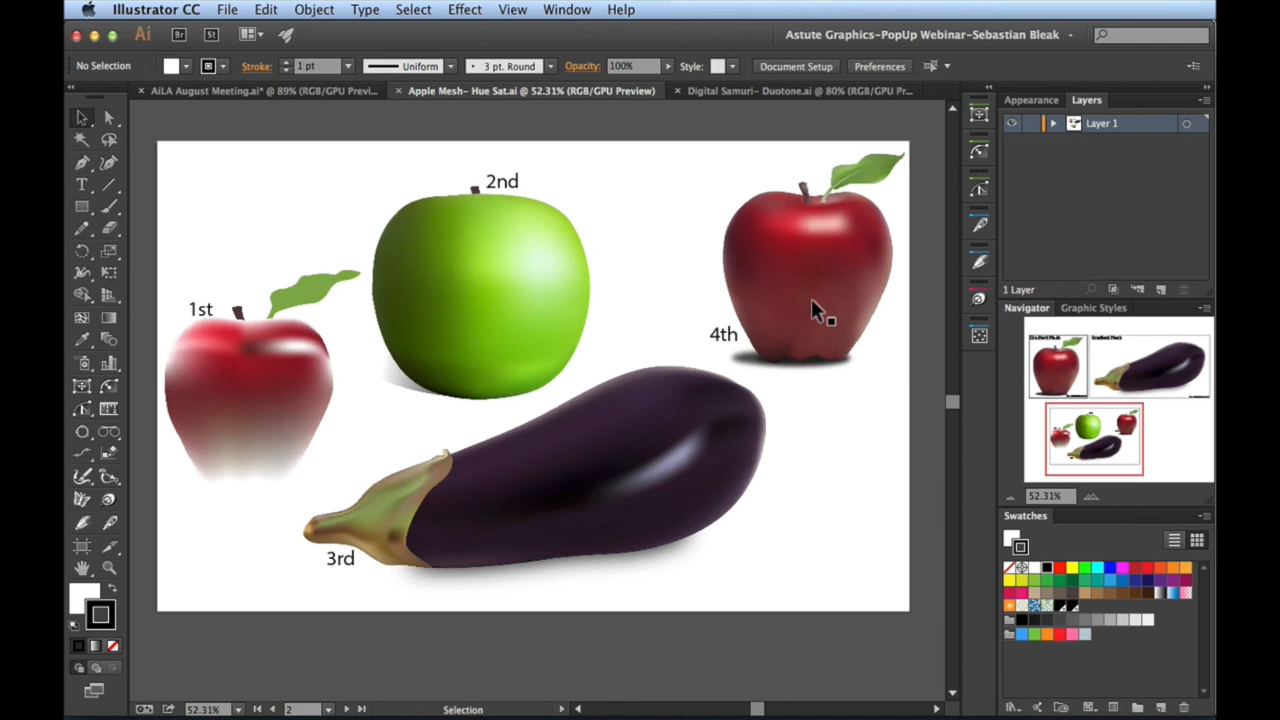 Illustrator CC File Edit Object Type Select Effect View Window Help
Ai Br St Astute Graphics-PopUp Webinar-Sebastian Bleak
No Selection Stroke: 1 pt Uniform 3 pt. Round Opacity: 100% Style: Document Setup Preferences
AiLA August Meeting.ai* @ 89% (RGB/GPU Previ... Apple Mesh- Hue Sat.ai @ 52.31% (RGB/GPU Preview) Digital Samurai- Duotone.ai @ 80% (RGB/GPU Pr...
Appearance Layers
Layer 1
1 Layer
Navigator Graphic Styles
52.31%
Swatches
2nd
1st
4th
3rd
52.31% 2 Selection